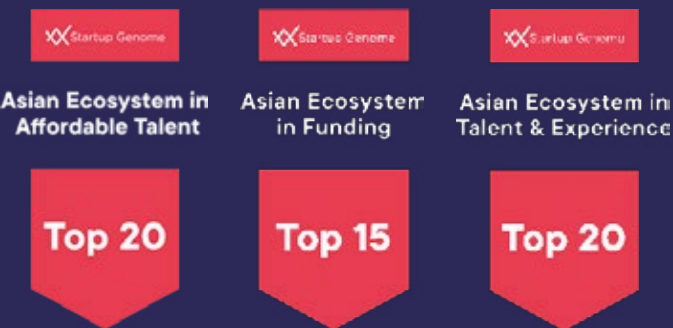 Startup Genome
Asian Ecosystem in
Affordable Talent
Top 20
Startup Genome
Asian Ecosystem
in Funding
Top 15
Startup Genome
Asian Ecosystem in
Talent & Experience
Top 20